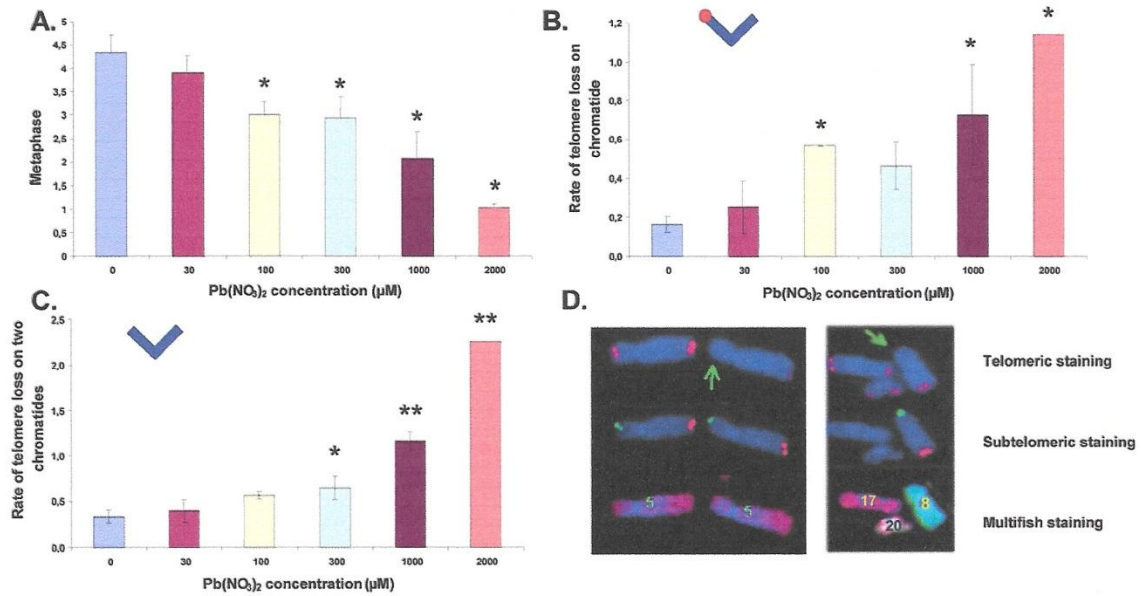 A.
5
4,5
4
3,5
3
2,5
2
1,5
1
0,5
0
Metaphase
* * * *
0 30 100 300 1000 2000
Pb(NO₃)₂ concentration (µM)
B.
1,2
1,0
0,8
0,6
0,4
0,2
0,0
Rate of telomere loss on
chromatide
* * *
0 30 100 300 1000 2000
Pb(NO₃)₂ concentration (µM)
C.
2,5
2,0
1,5
1,0
0,5
0,0
Rate of telomere loss on two
chromatides
* ** **
0 30 100 300 1000 2000
Pb(NO₃)₂ concentration (µM)
D.
Telomeric staining
Subtelomeric staining
5 5 17 8
20
Multifish staining